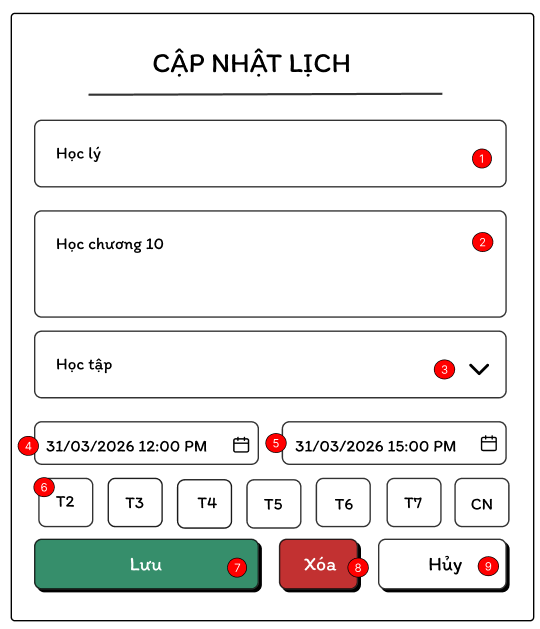 CẬP NHẬT LỊCH
Học lý 1
Học chương 10 2
Học tập 3
4 31/03/2026 12:00 PM 5 31/03/2026 15:00 PM
6 T2 T3 T4 T5 T6 T7 CN
Lưu 7 Xóa 8 Hủy 9